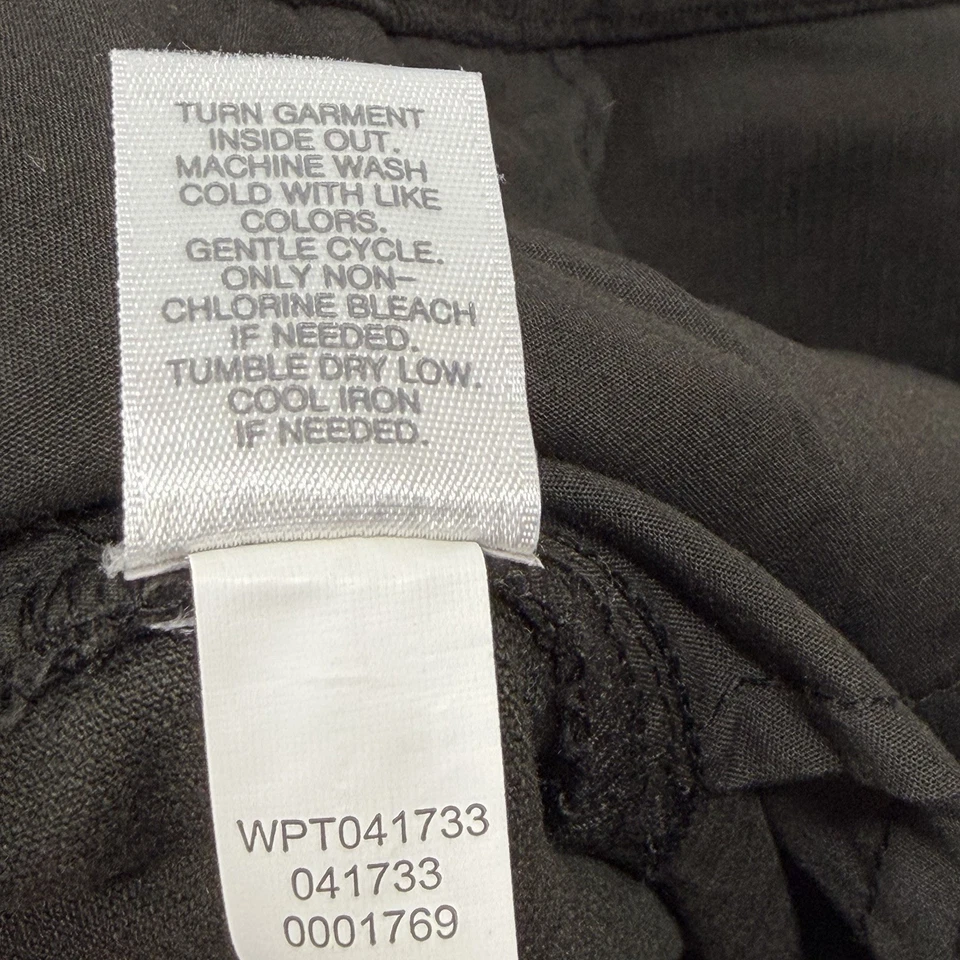 TURN GARMENT
INSIDE OUT.
MACHINE WASH
COLD WITH LIKE
COLORS.
GENTLE CYCLE.
ONLY NON-
CHLORINE BLEACH
IF NEEDED.
TUMBLE DRY LOW.
COOL IRON
IF NEEDED.
WPT041733
041733
0001769